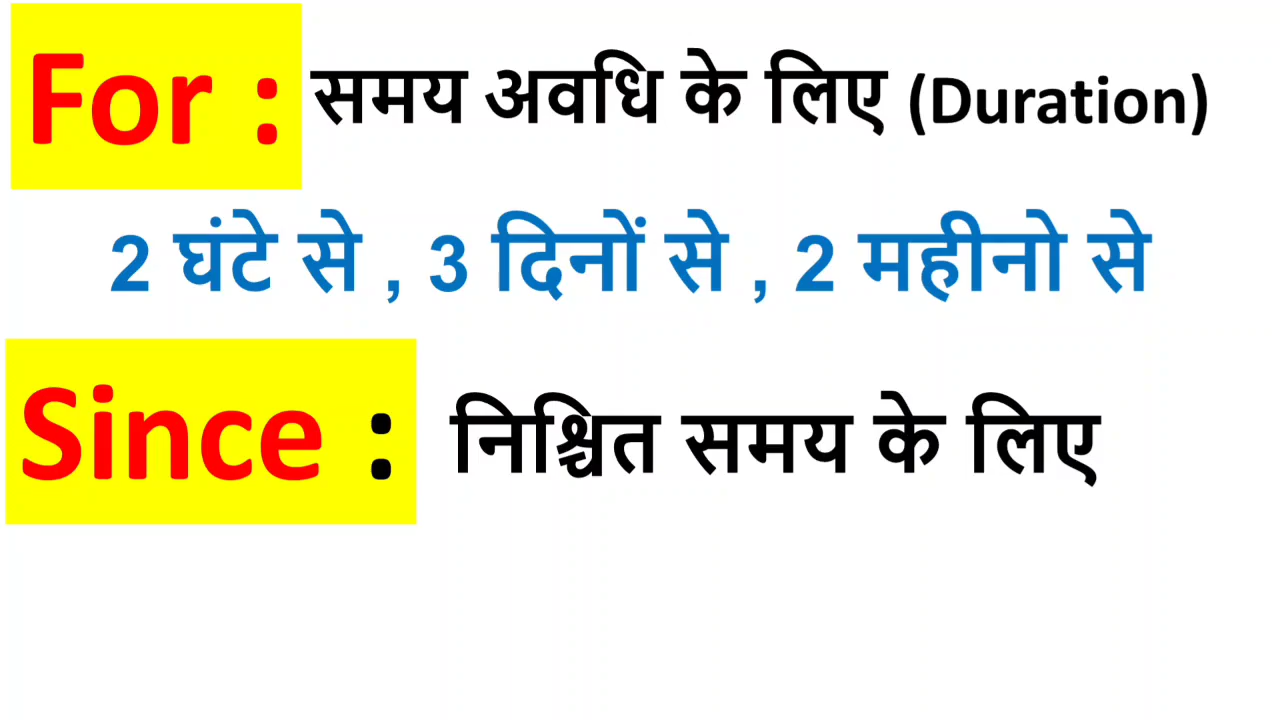 For : समय अवधि के लिए (Duration)
2 घंटे से , 3 दिनों से , 2 महीनो से
Since : निश्चित समय के लिए